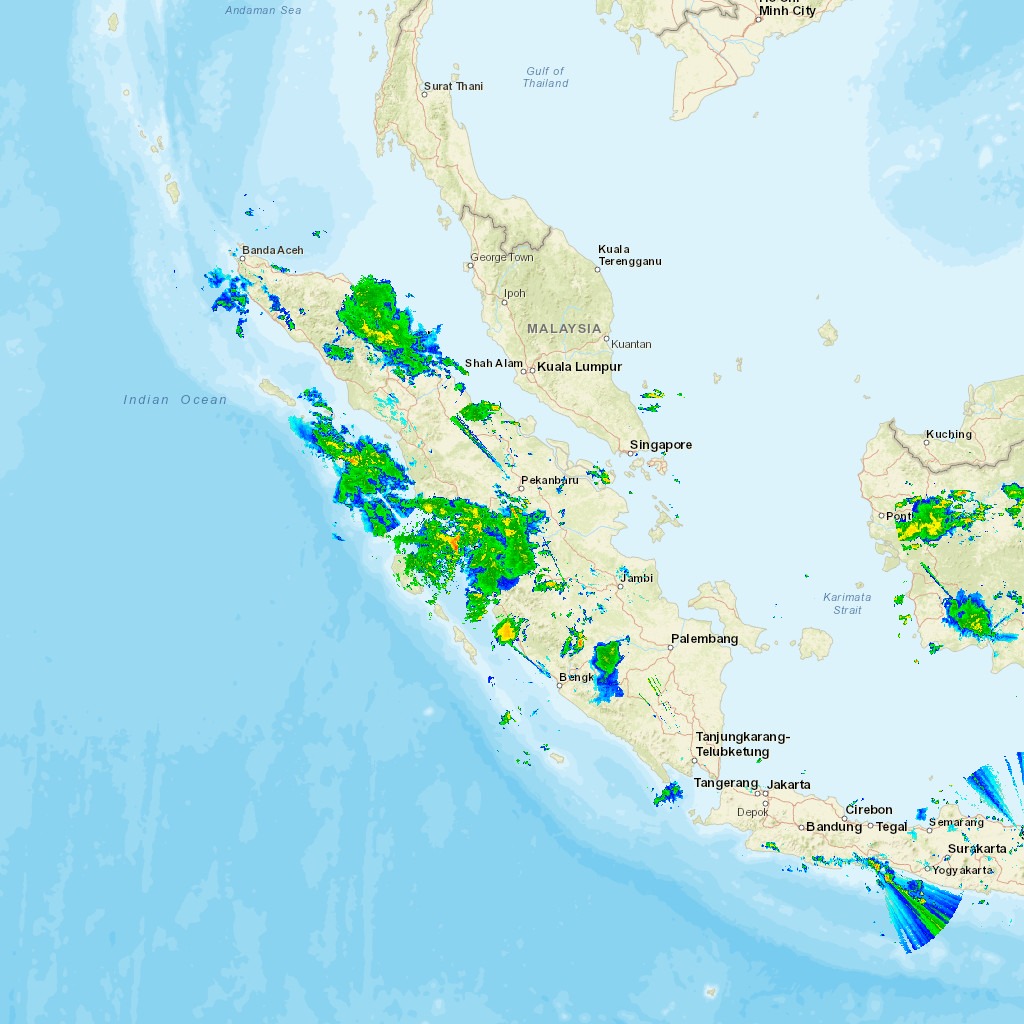 Andaman Sea
Minh City
Gulf of
Thailand
Surat Thani
Banda Aceh
George Town
Kuala
Terengganu
Ipoh
MALAYSIA
Kuantan
Shah Alam
Kuala Lumpur
Indian Ocean
Kuching
Singapore
Pekanbaru
Pont
Jambi
Karimata
Strait
Palembang
Bengk
Tanjungkarang-
Telubketung
Tangerang
Jakarta
Depok
Cirebon
Bandung
Tegal
Semarang
Surakarta
Yogyakarta